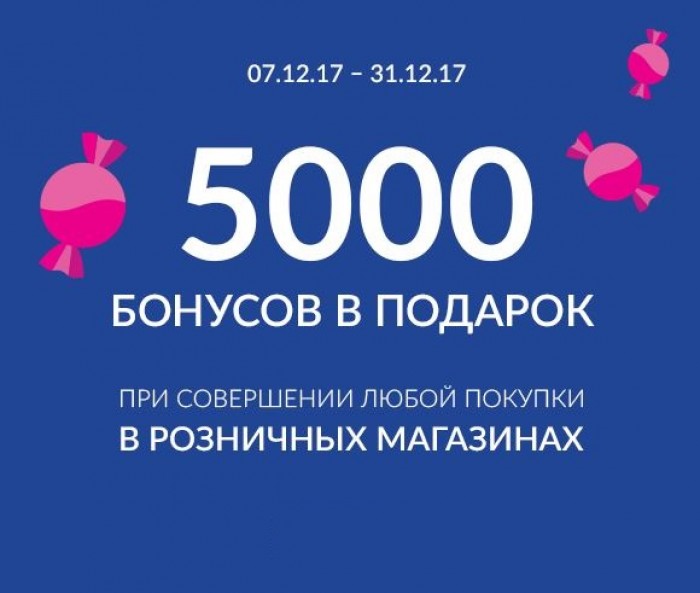 07.12.17 – 31.12.17
5000
БОНУСОВ В ПОДАРОК
ПРИ СОВЕРШЕНИИ ЛЮБОЙ ПОКУПКИ
В РОЗНИЧНЫХ МАГАЗИНАХ